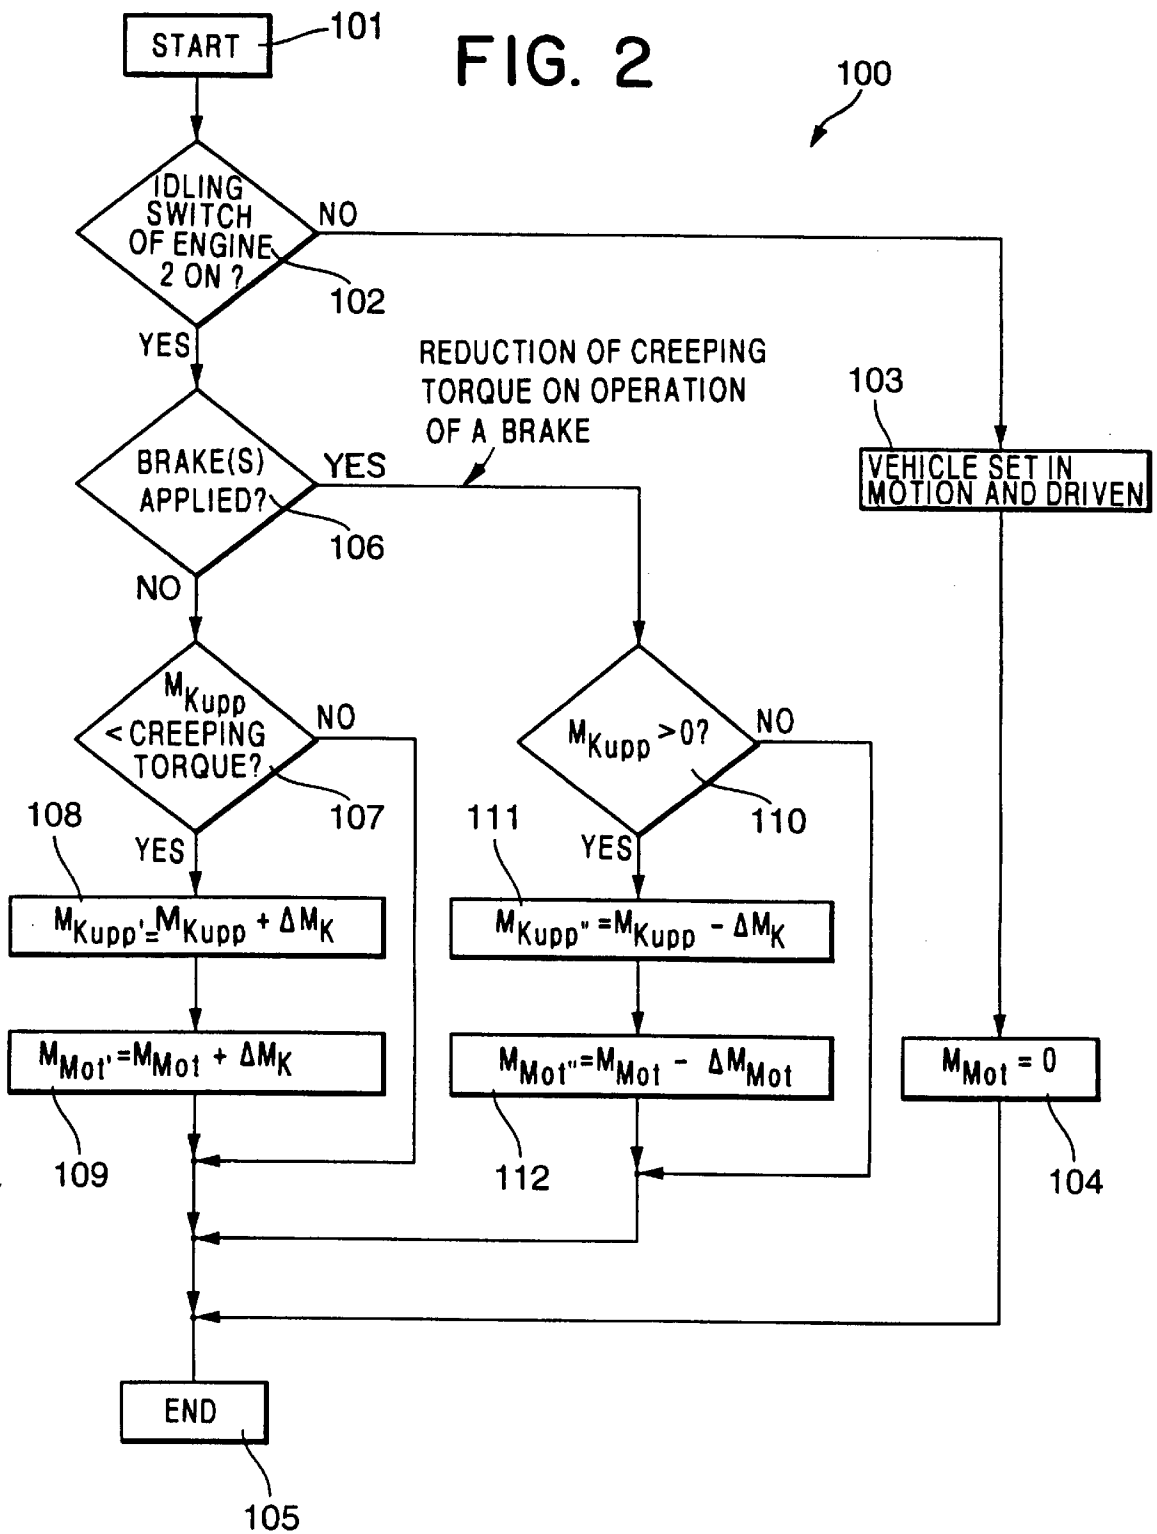 START
101
FIG. 2
100
IDLING
SWITCH
OF ENGINE
2 ON ?
NO
102
YES
REDUCTION OF CREEPING
TORQUE ON OPERATION
OF A BRAKE
103
VEHICLE SET IN
MOTION AND DRIVEN
BRAKE(S)
APPLIED?
YES
106
NO
MKupp
< CREEPING
TORQUE?
NO
107
YES
MKupp >0?
NO
110
YES
108
MKupp'=MKupp + ΔMK
111
MKupp''=MKupp - ΔMK
MMot'=MMot + ΔMK
109
MMot''=MMot - ΔMMot
112
MMot = 0
104
END
105